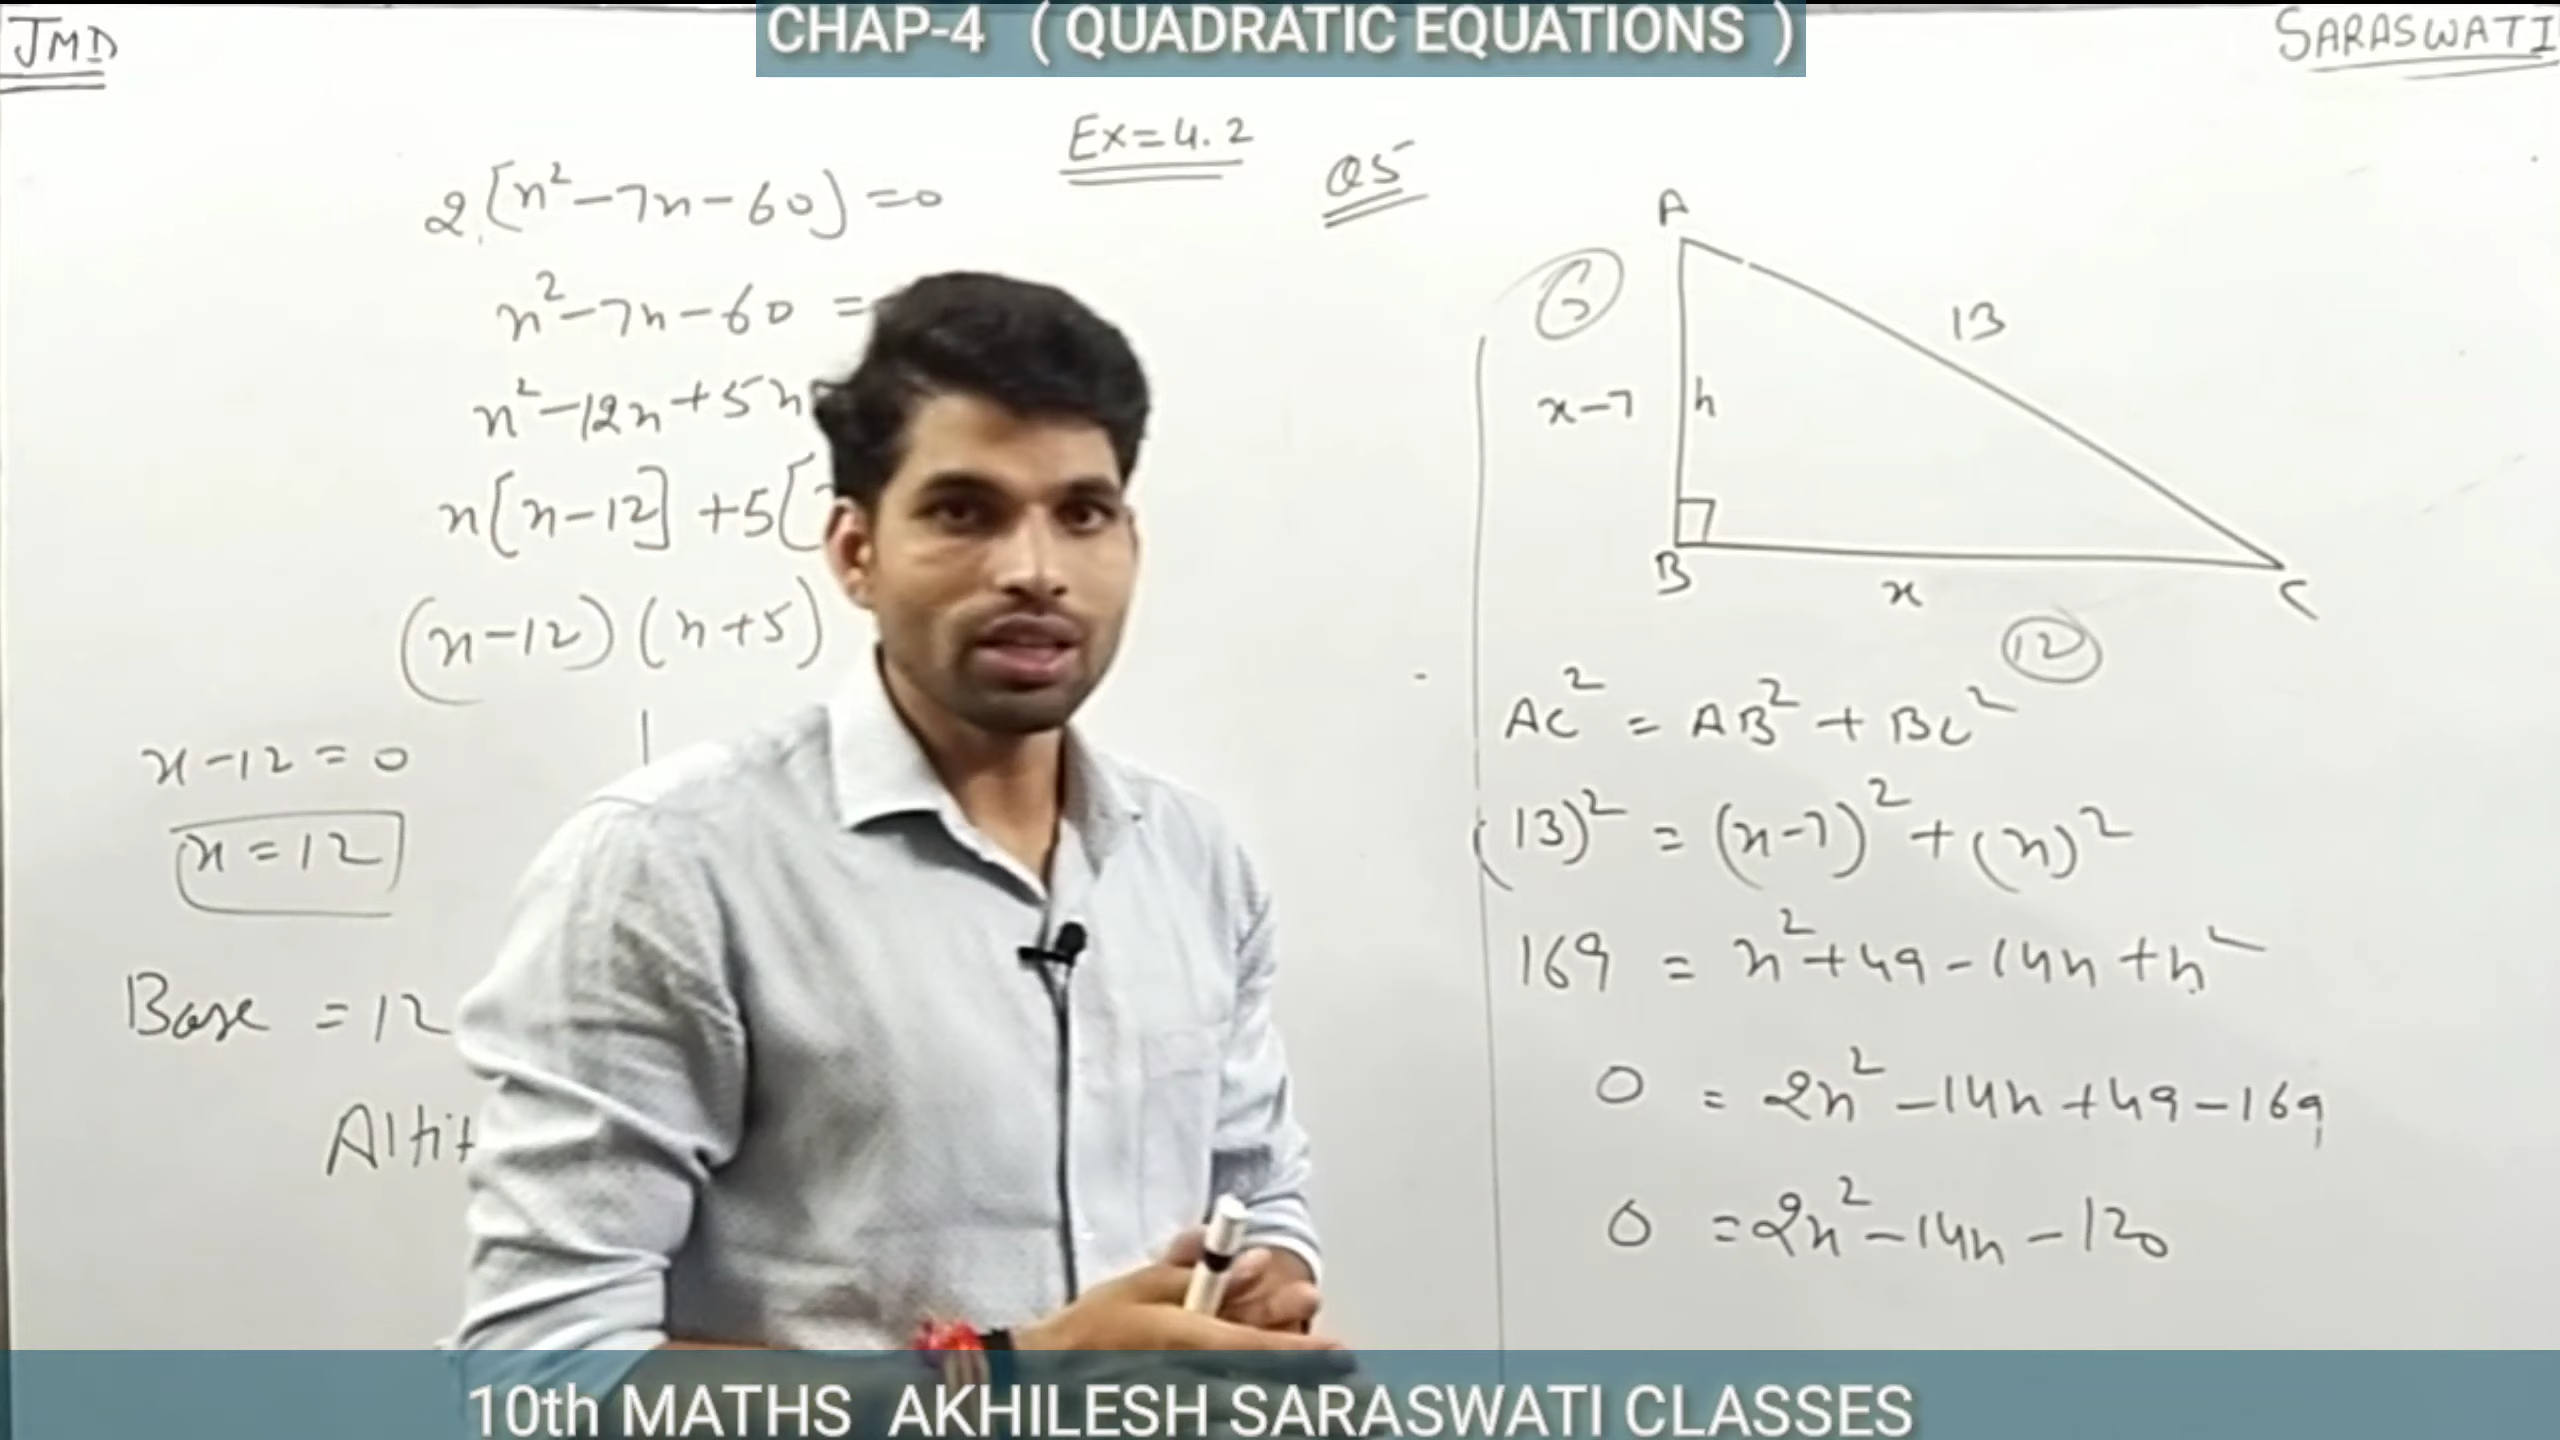 CHAP-4 ( QUADRATIC EQUATIONS )
JMD
SARASWATI
Ex=4.2
Q5
2[x²-7x-60]=0
x²-7x-60 =
x²-12x+5x
x[x-12]+5[
(x-12)(x+5)
x-12=0
x=12
Base =12
Altit
A
13
x-7
h
B
x
C
12
AC² = AB² + BC²
(13)² = (x-7)² + (x)²
169 = x²+49-14x+x²
0 = 2x²-14x+49-169
0 =2x²-14x-120
10th MATHS AKHILESH SARASWATI CLASSES